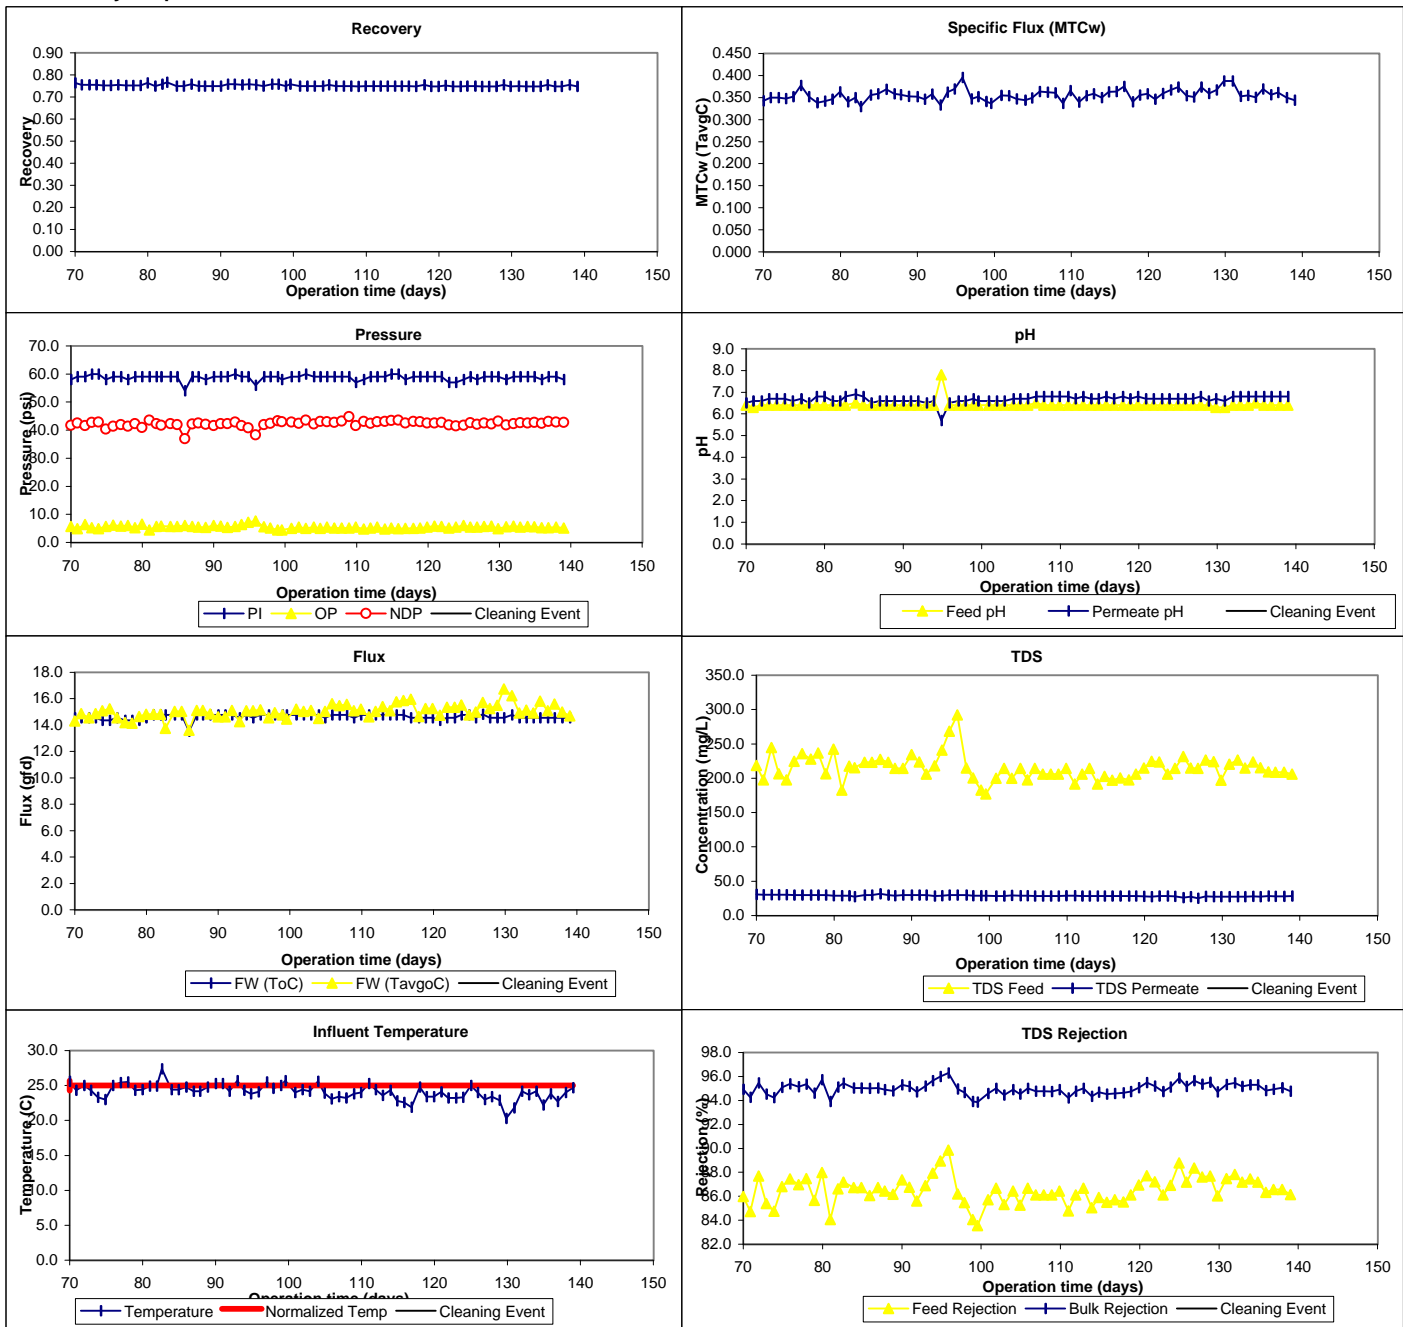 Recovery
0.90
0.80
0.70
0.60
0.50
0.40
0.30
0.20
0.10
0.00
Recovery
70 80 90 100 110 120 130 140 150
Operation time (days)
Specific Flux (MTCw)
0.450
0.400
0.350
0.300
0.250
0.200
0.150
0.100
0.050
0.000
MTCw (TavgC)
70 80 90 100 110 120 130 140 150
Operation time (days)
Pressure
70.0
60.0
50.0
40.0
30.0
20.0
10.0
0.0
Pressure (psi)
70 80 90 100 110 120 130 140 150
Operation time (days)
PI OP NDP Cleaning Event
pH
9.0
8.0
7.0
6.0
5.0
4.0
3.0
2.0
1.0
0.0
pH
70 80 90 100 110 120 130 140 150
Operation time (days)
Feed pH Permeate pH Cleaning Event
Flux
18.0
16.0
14.0
12.0
10.0
8.0
6.0
4.0
2.0
0.0
Flux (gfd)
70 80 90 100 110 120 130 140 150
Operation time (days)
FW (ToC) FW (TavgoC) Cleaning Event
TDS
350.0
300.0
250.0
200.0
150.0
100.0
50.0
0.0
Concentration (mg/L)
70 80 90 100 110 120 130 140 150
Operation time (days)
TDS Feed TDS Permeate Cleaning Event
Influent Temperature
30.0
25.0
20.0
15.0
10.0
5.0
0.0
Temperature (C)
70 80 90 100 110 120 130 140 150
Operation time (days)
Temperature Normalized Temp Cleaning Event
TDS Rejection
98.0
96.0
94.0
92.0
90.0
88.0
86.0
84.0
82.0
Rejection (%)
70 80 90 100 110 120 130 140 150
Operation time (days)
Feed Rejection Bulk Rejection Cleaning Event